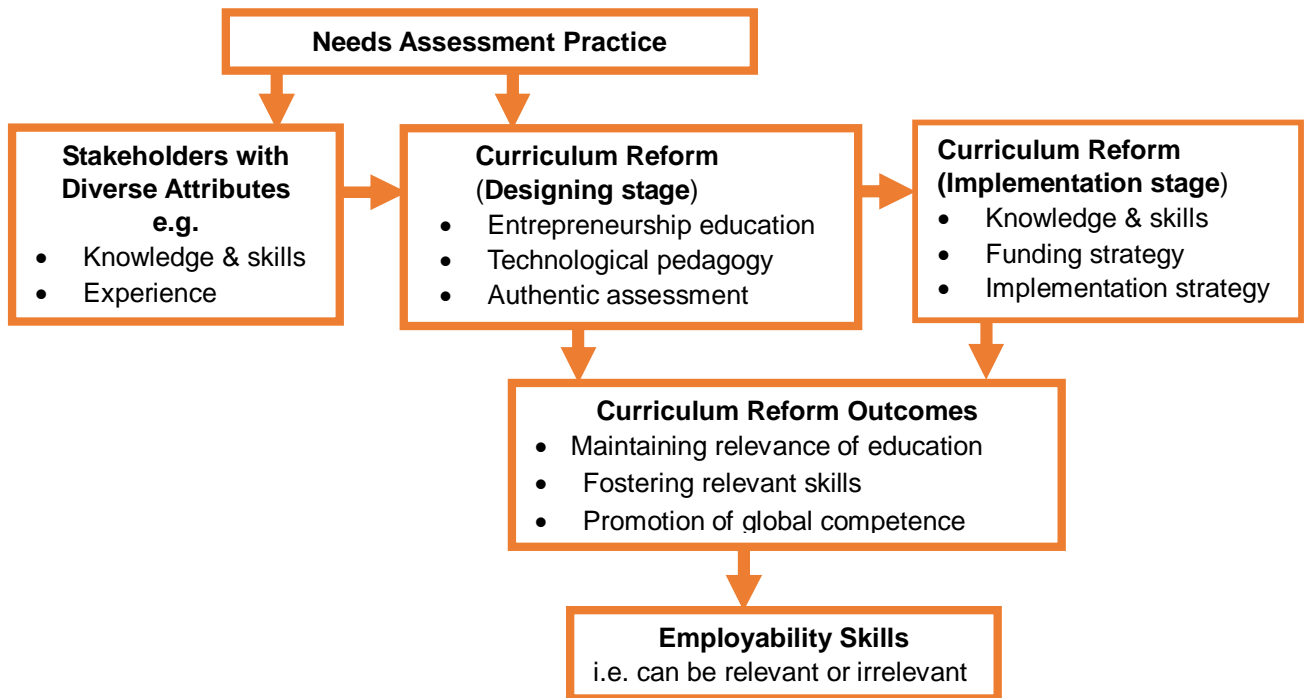 Needs Assessment Practice
Stakeholders with
Diverse Attributes
e.g.
• Knowledge & skills
• Experience
Curriculum Reform
(Designing stage)
• Entrepreneurship education
• Technological pedagogy
• Authentic assessment
Curriculum Reform
(Implementation stage)
• Knowledge & skills
• Funding strategy
• Implementation strategy
Curriculum Reform Outcomes
• Maintaining relevance of education
• Fostering relevant skills
• Promotion of global competence
Employability Skills
i.e. can be relevant or irrelevant